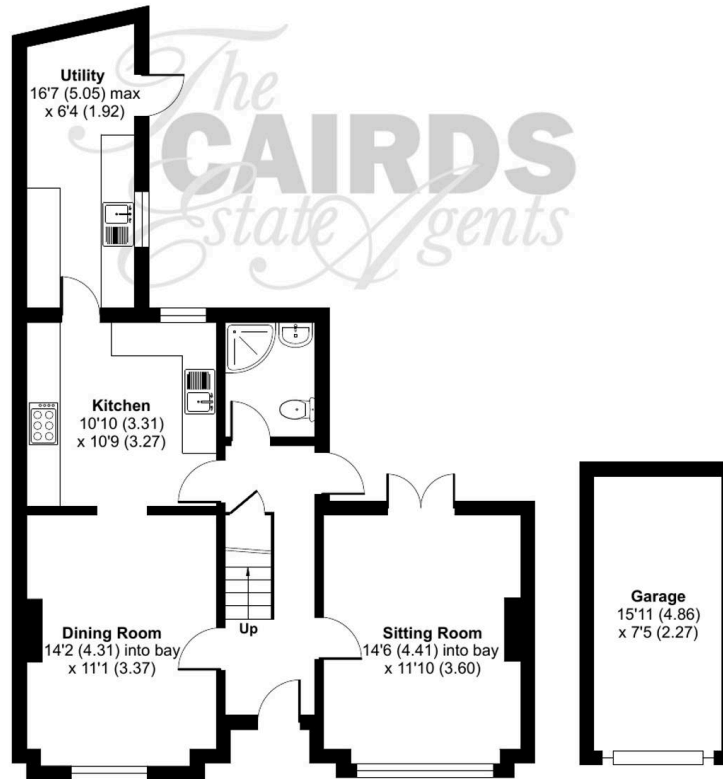 The
CAIRDS
Estate Agents
Utility
16'7 (5.05) max
x 6'4 (1.92)
Kitchen
10'10 (3.31)
x 10'9 (3.27)
Dining Room
14'2 (4.31) into bay
x 11'1 (3.37)
Up
Sitting Room
14'6 (4.41) into bay
x 11'10 (3.60)
Garage
15'11 (4.86)
x 7'5 (2.27)